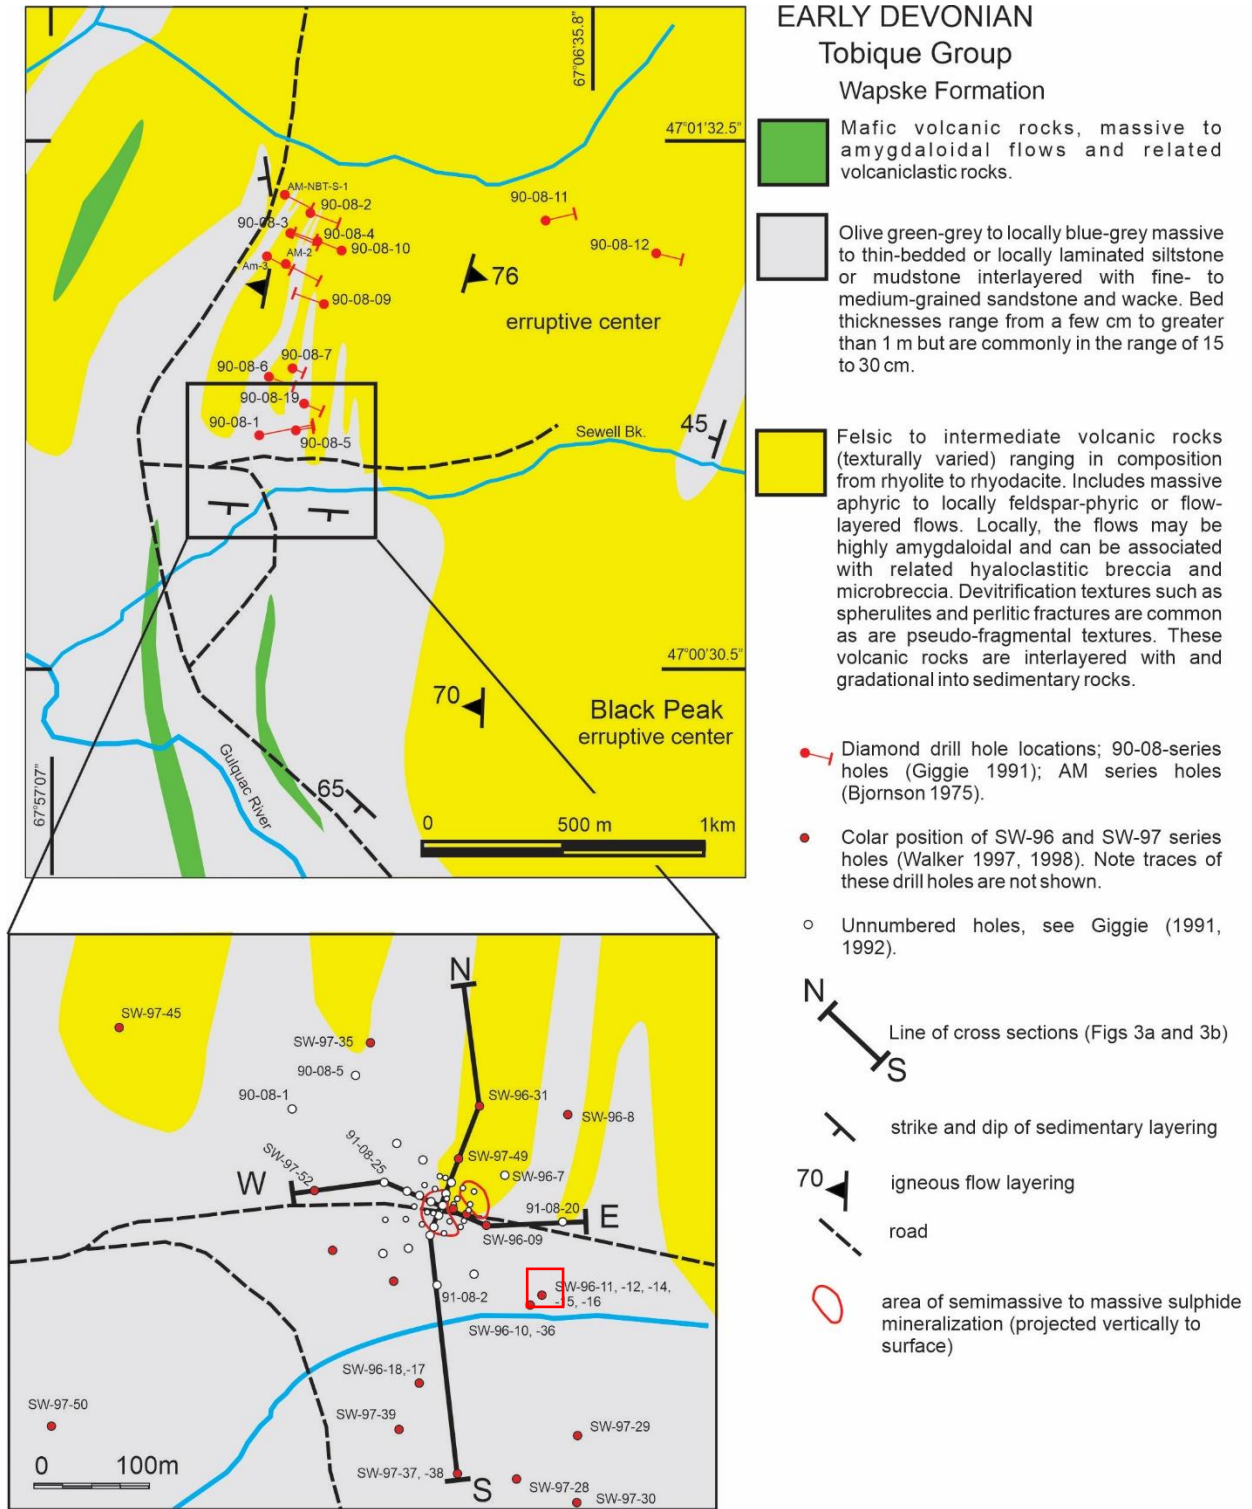 EARLY DEVONIAN
Tobique Group
Wapske Formation
Mafic volcanic rocks, massive to
amygdaloidal flows and related
volcaniclastic rocks.
Olive green-grey to locally blue-grey massive
to thin-bedded or locally laminated siltstone
or mudstone interlayered with fine- to
medium-grained sandstone and wacke. Bed
thicknesses range from a few cm to greater
than 1 m but are commonly in the range of 15
to 30 cm.
Felsic to intermediate volcanic rocks
(texturally varied) ranging in composition
from rhyolite to rhyodacite. Includes massive
aphyric to locally feldspar-phyric or flow-
layered flows. Locally, the flows may be
highly amygdaloidal and can be associated
with related hyaloclastitic breccia and
microbreccia. Devitrification textures such as
spherulites and perlitic fractures are common
as are pseudo-fragmental textures. These
volcanic rocks are interlayered with and
gradational into sedimentary rocks.
Diamond drill hole locations; 90-08-series
holes (Giggie 1991); AM series holes
(Bjornson 1975).
Colar position of SW-96 and SW-97 series
holes (Walker 1997, 1998). Note traces of
these drill holes are not shown.
Unnumbered holes, see Giggie (1991,
1992).
N
S
Line of cross sections (Figs 3a and 3b)
strike and dip of sedimentary layering
70
igneous flow layering
road
area of semimassive to massive sulphide
mineralization (projected vertically to
surface)
67°06'35.8"
47°01'32.5"
AM-NBT-S-1
90-08-2
90-08-11
90-08-3
90-08-4
90-08-10
90-08-12
AM-2
Am-3
76
90-08-09
erruptive center
90-08-7
90-08-6
90-08-19
90-08-1
90-08-5
45
Sewell Bk.
47°00'30.5"
70
Black Peak
erruptive center
67°57'07"
Gulquac River
65
0
500 m
1km
N
SW-97-45
SW-97-35
90-08-5
90-08-1
SW-96-31
SW-96-8
91-08-25
SW-97-49
SW-97-52
SW-96-7
W
91-08-20
E
SW-96-09
91-08-2
SW-96-11, -12, -14,
-15, -16
SW-96-10, -36
SW-96-18,-17
SW-97-50
SW-97-39
SW-97-29
0
100m
SW-97-37, -38
S
SW-97-28
SW-97-30